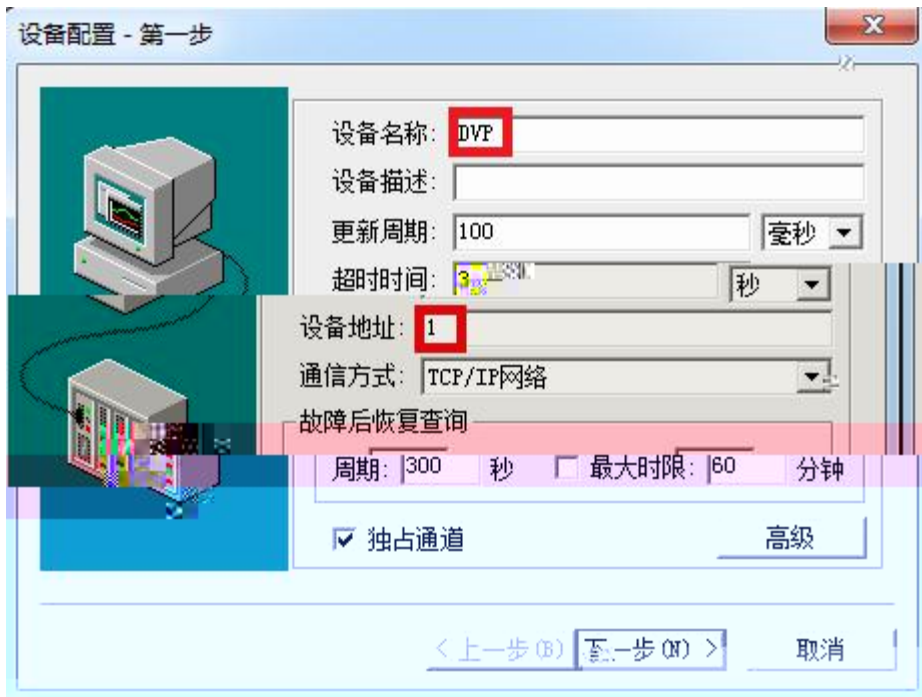 设备配置 - 第一步
设备名称: DVP
设备描述:
更新周期: 100 毫秒
超时时间: 3 秒
设备地址: 1
通信方式: TCP/IP网络
故障后恢复查询
周期: 300 秒 最大时限: 60 分钟
独占通道 高级
< 上一步(B) 下一步(N) > 取消